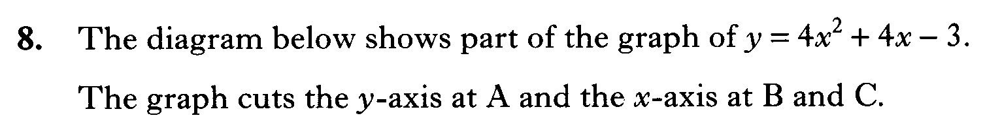 8. The diagram below shows part of the graph of y = 4x² + 4x – 3.
The graph cuts the y-axis at A and the x-axis at B and C.